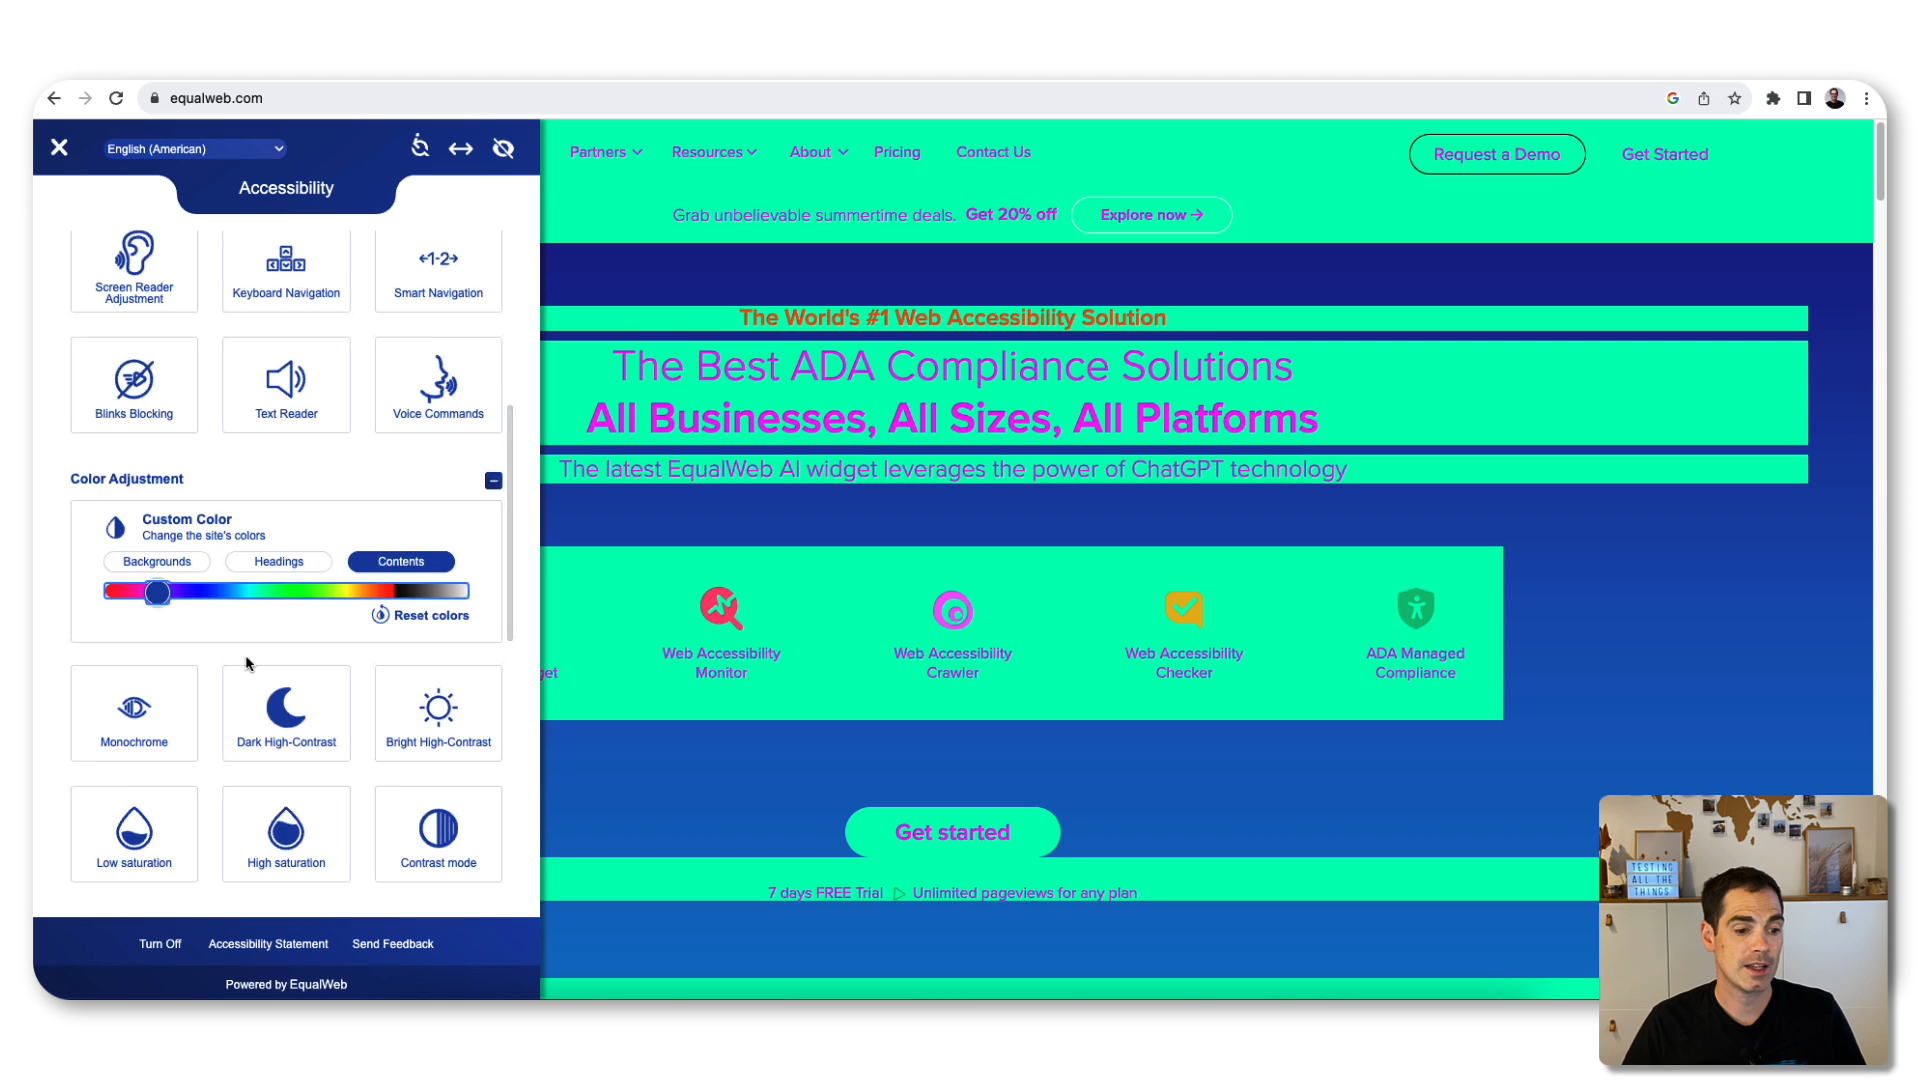 equalweb.com
English (American)
Accessibility
Screen Reader
Adjustment
Keyboard Navigation
←1-2→
Smart Navigation
Blinks Blocking
Text Reader
Voice Commands
Color Adjustment
Custom Color
Change the site's colors
Backgrounds
Headings
Contents
Reset colors
Monochrome
Dark High-Contrast
Bright High-Contrast
Low saturation
High saturation
Contrast mode
Turn Off
Accessibility Statement
Send Feedback
Powered by EqualWeb
Partners
Resources
About
Pricing
Contact Us
Request a Demo
Get Started
Grab unbelievable summertime deals. Get 20% off
Explore now →
The World's #1 Web Accessibility Solution
The Best ADA Compliance Solutions
All Businesses, All Sizes, All Platforms
The latest EqualWeb AI widget leverages the power of ChatGPT technology
get
Web Accessibility
Monitor
Web Accessibility
Crawler
Web Accessibility
Checker
ADA Managed
Compliance
Get started
7 days FREE Trial ▷ Unlimited pageviews for any plan
TESTING
ALL THE
THINGS